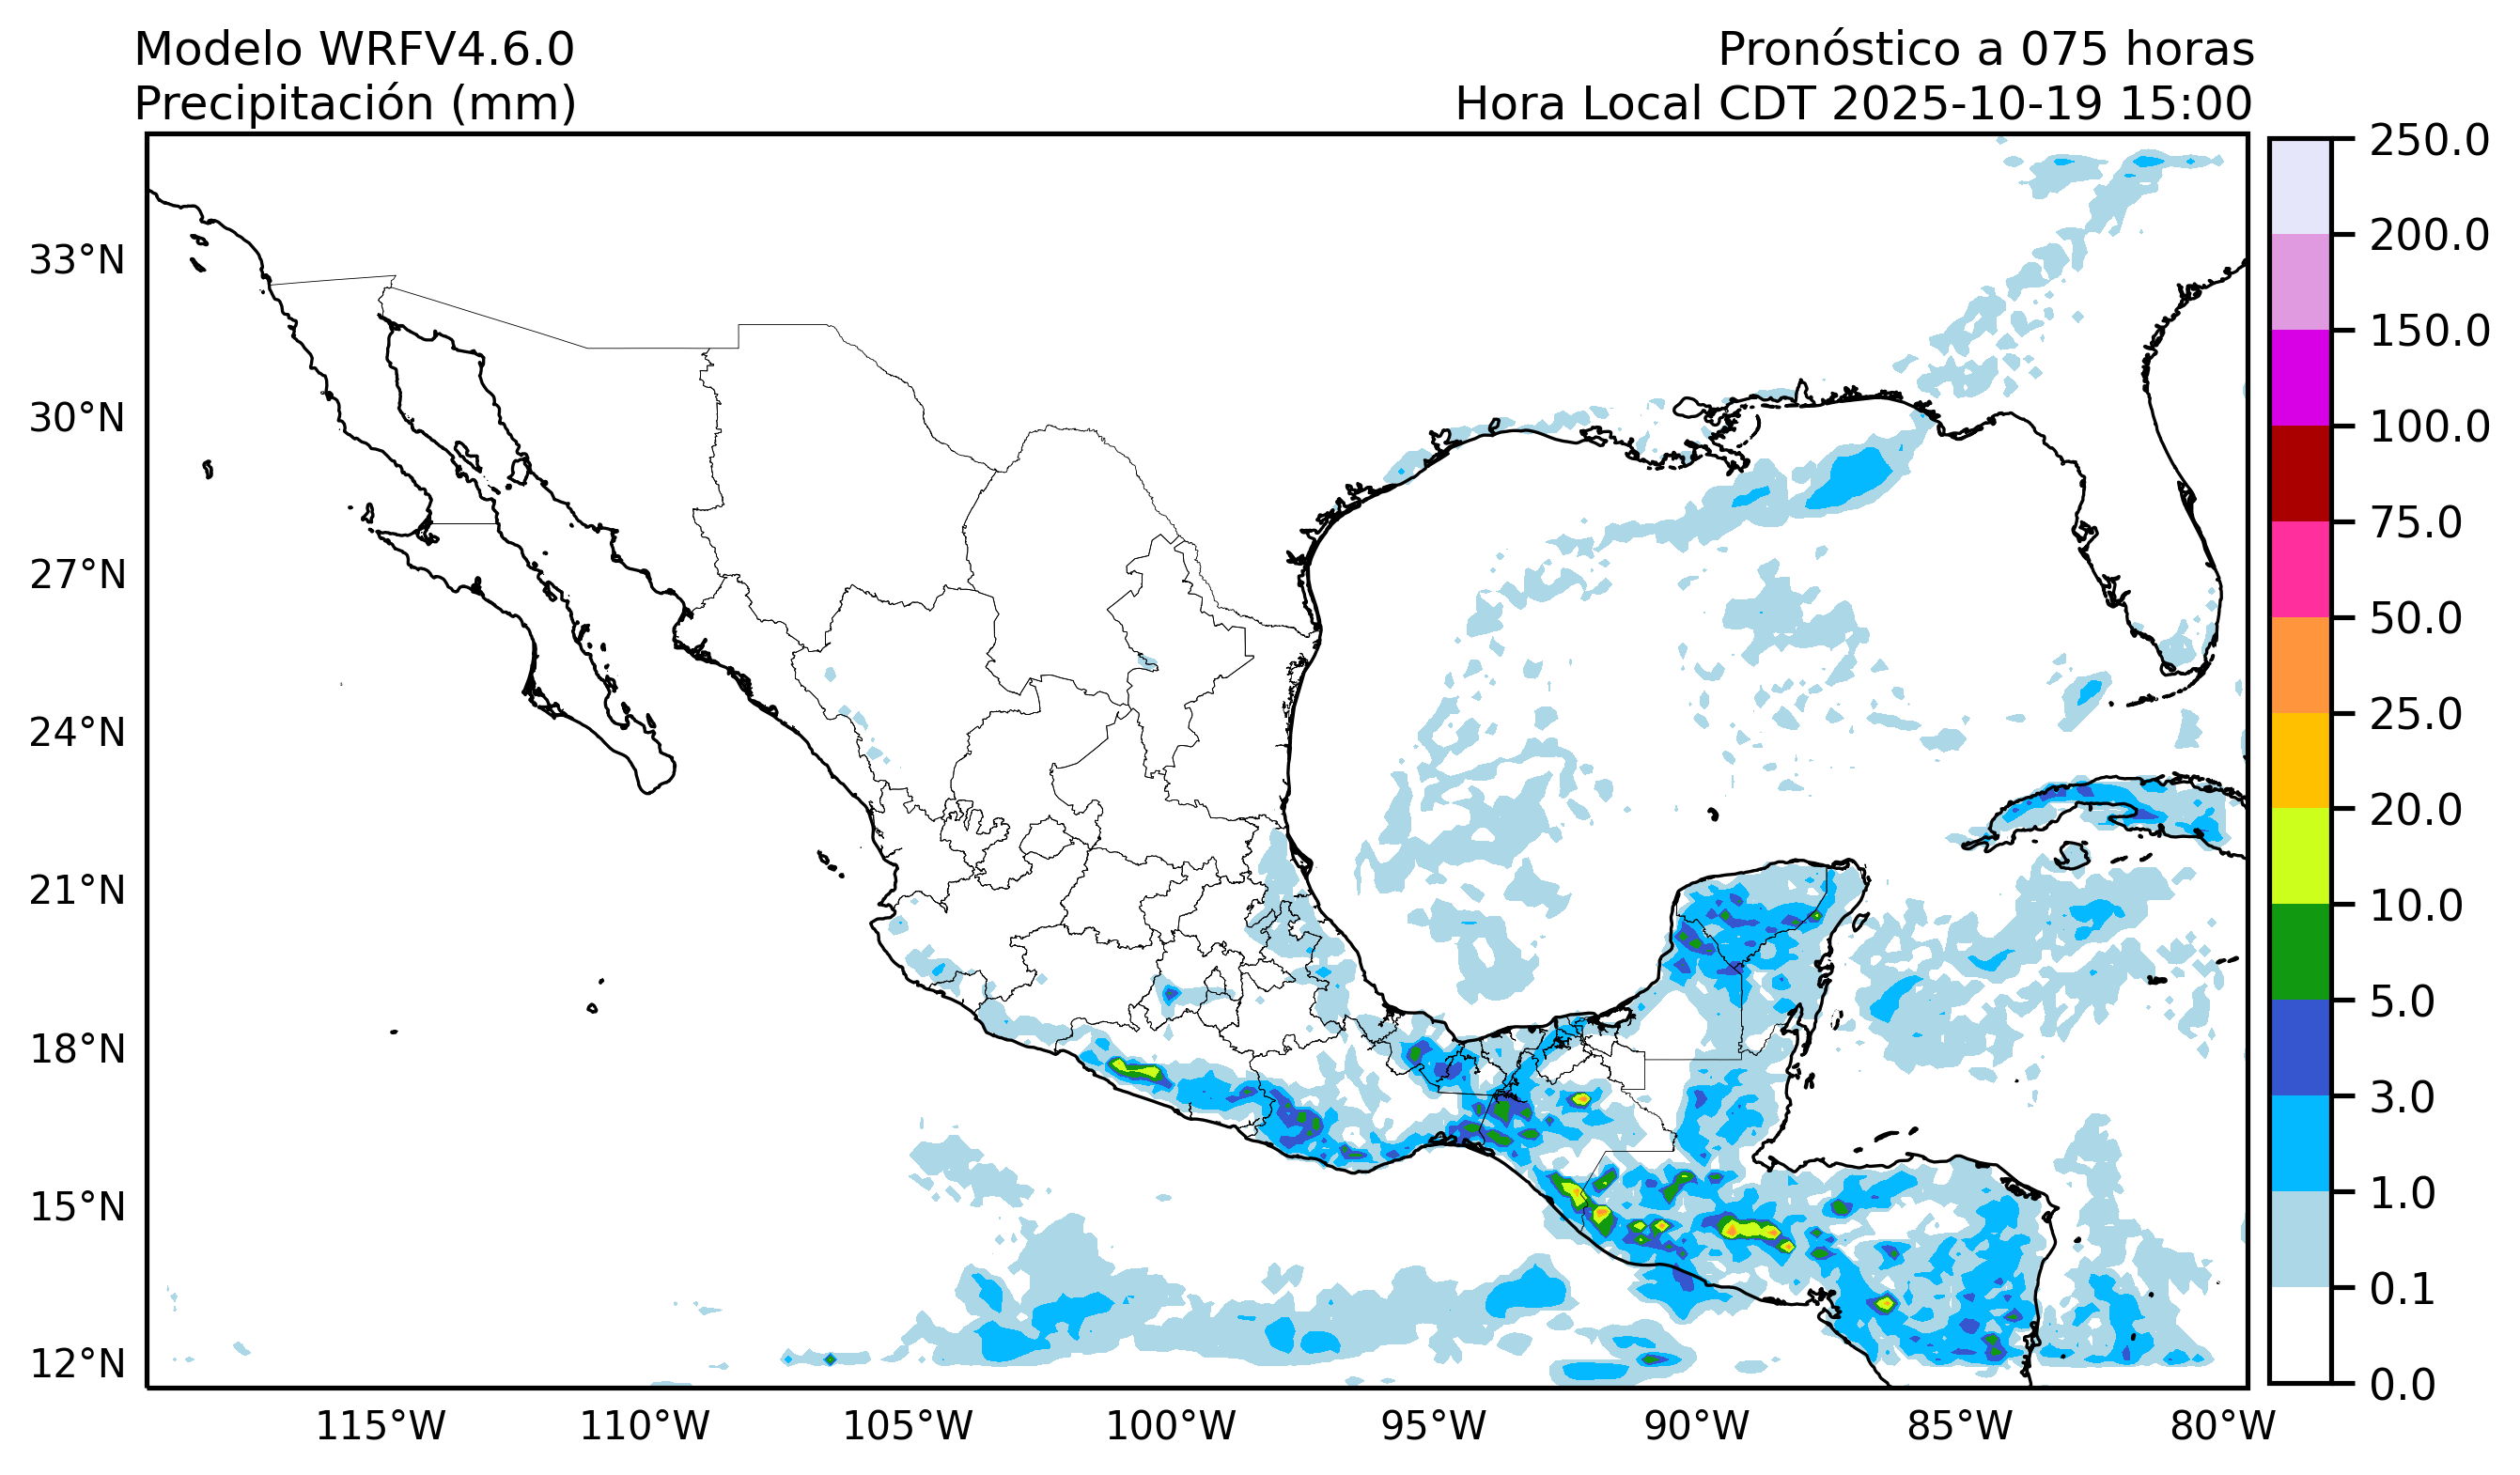 Modelo WRFV4.6.0
Precipitación (mm)
Pronóstico a 075 horas
Hora Local CDT 2025-10-19 15:00
33°N
30°N
27°N
24°N
21°N
18°N
15°N
12°N
115°W
110°W
105°W
100°W
95°W
90°W
85°W
80°W
250.0
200.0
150.0
100.0
75.0
50.0
25.0
20.0
10.0
5.0
3.0
1.0
0.1
0.0